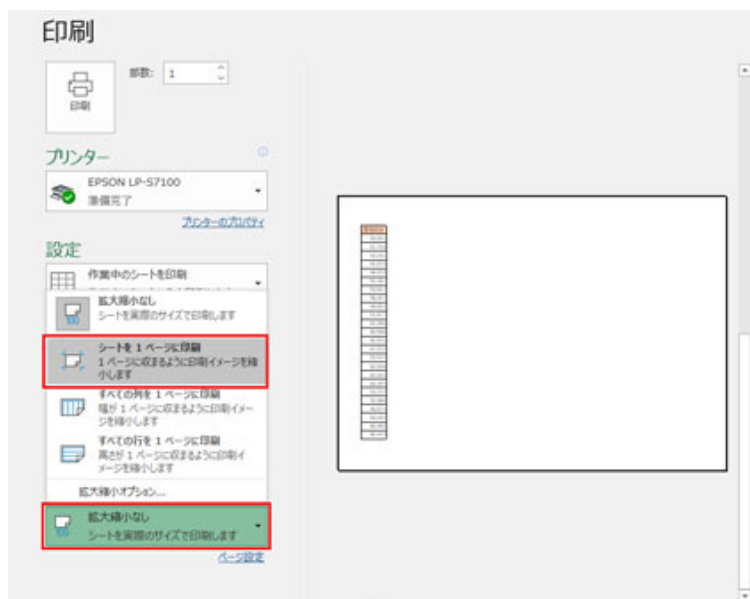 印刷
部数: 1
印刷
プリンター
EPSON LP-S7100
準備完了
プリンターのプロパティ
設定
作業中のシートを印刷
拡大縮小なし
シートを実際のサイズで印刷します
シートを 1 ページに印刷
1 ページに収まるように印刷イメージを縮
小します
すべての列を 1 ページに印刷
幅が 1 ページに収まるように印刷イメー
ジを縮小します
すべての行を 1 ページに印刷
高さが 1 ページに収まるように印刷イ
メージを縮小します
拡大縮小オプション...
拡大縮小なし
シートを実際のサイズで印刷します
ページ設定